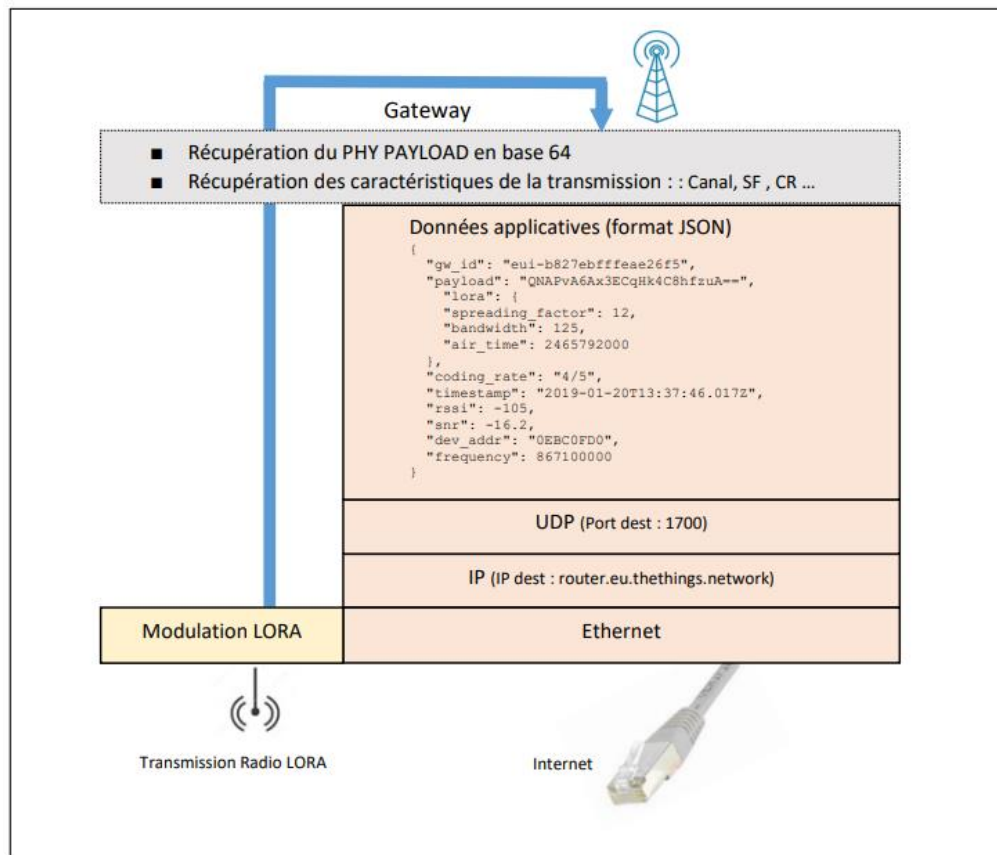 Gateway
■ Récupération du PHY PAYLOAD en base 64
■ Récupération des caractéristiques de la transmission : : Canal, SF , CR ...
Données applicatives (format JSON)
{
"gw_id": "eui-b827ebfffeae26f5",
"payload": "QNAPvA6Ax3ECqHk4C8hfzuA==",
"lora": {
"spreading_factor": 12,
"bandwidth": 125,
"air_time": 2465792000
},
"coding_rate": "4/5",
"timestamp": "2019-01-20T13:37:46.017Z",
"rssi": -105,
"snr": -16.2,
"dev_addr": "0EBC0FD0",
"frequency": 867100000
}
UDP (Port dest : 1700)
IP (IP dest : router.eu.thethings.network)
Modulation LORA
Ethernet
Transmission Radio LORA
Internet